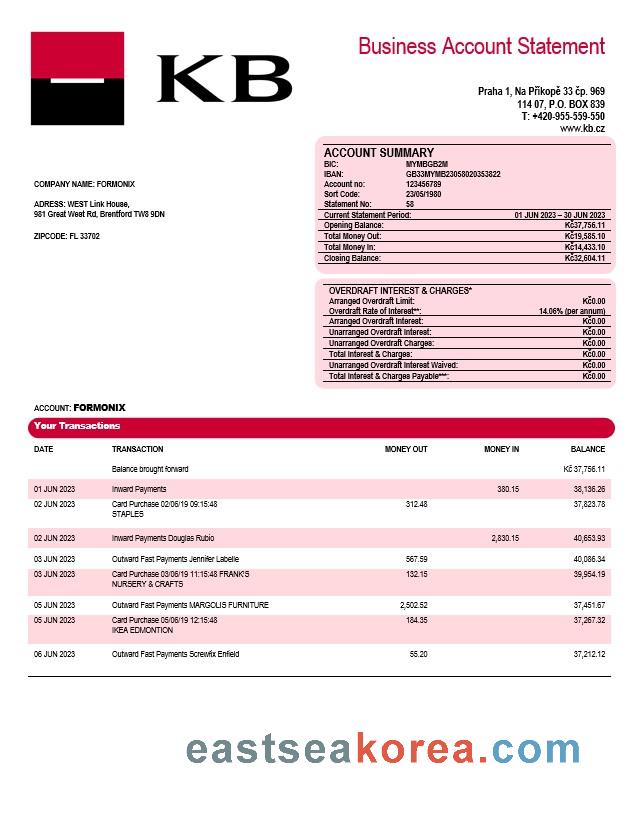 KB
Business Account Statement
Praha 1, Na Příkopě 33 čp. 969
114 07, P.O. BOX 839
T: +420-955-559-550
www.kb.cz
COMPANY NAME: FORMONIX
ADRESS: WEST Link House,
981 Great West Rd, Brentford TW8 9DN
ZIPCODE: FL 33702
ACCOUNT SUMMARY
BIC: MYMBGB2M
IBAN: GB33MYMB23058020353822
Account no: 123456789
Sort Code: 23/05/1980
Statement No: 58
Current Statement Period: 01 JUN 2023 – 30 JUN 2023
Opening Balance: Kč37,756.11
Total Money Out: Kč19,585.10
Total Money In: Kč14,433.10
Closing Balance: Kč32,604.11
OVERDRAFT INTEREST & CHARGES*
Arranged Overdraft Limit: Kč0.00
Overdraft Rate of Interest**: 14.06% (per annum)
Arranged Overdraft Interest: Kč0.00
Unarranged Overdraft Interest: Kč0.00
Unarranged Overdraft Charges: Kč0.00
Total Interest & Charges: Kč0.00
Unarranged Overdraft Interest Waived: Kč0.00
Total Interest & Charges Payable***: Kč0.00
ACCOUNT: FORMONIX
Your Transactions
DATE TRANSACTION MONEY OUT MONEY IN BALANCE
Balance brought forward Kč 37,756.11
01 JUN 2023 Inward Payments 380.15 38,136.26
02 JUN 2023 Card Purchase 02/06/19 09:15:48 312.48 37,823.78
STAPLES
02 JUN 2023 Inward Payments Douglas Rubio 2,830.15 40,653.93
03 JUN 2023 Outward Fast Payments Jennifer Labelle 567.59 40,086.34
03 JUN 2023 Card Purchase 03/06/19 11:15:48 FRANK'S 132.15 39,954.19
NURSERY & CRAFTS
05 JUN 2023 Outward Fast Payments MARGOLIS FURNITURE 2,502.52 37,451.67
05 JUN 2023 Card Purchase 05/06/19 12:15:48 184.35 37,267.32
IKEA EDMONTION
06 JUN 2023 Outward Fast Payments Screwfix Enfield 55.20 37,212.12
eastseakorea.com